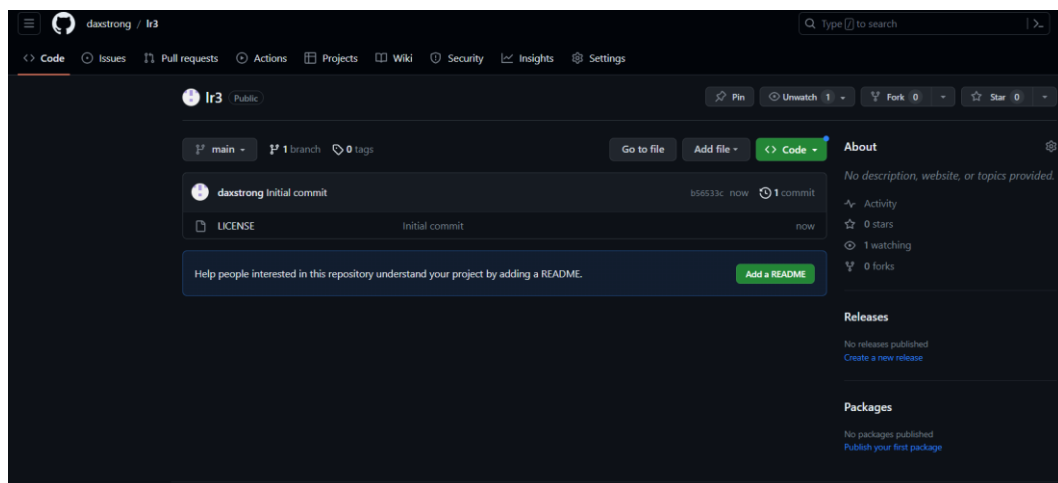 daxstrong / lr3
Type / to search
Code Issues Pull requests Actions Projects Wiki Security Insights Settings
lr3 Public
Pin Unwatch 1 Fork 0 Star 0
main 1 branch 0 tags Go to file Add file Code
About
No description, website, or topics provided.
daxstrong Initial commit b56533c now 1 commit
LICENSE Initial commit now
Activity
0 stars
1 watching
0 forks
Help people interested in this repository understand your project by adding a README. Add a README
Releases
No releases published
Create a new release
Packages
No packages published
Publish your first package